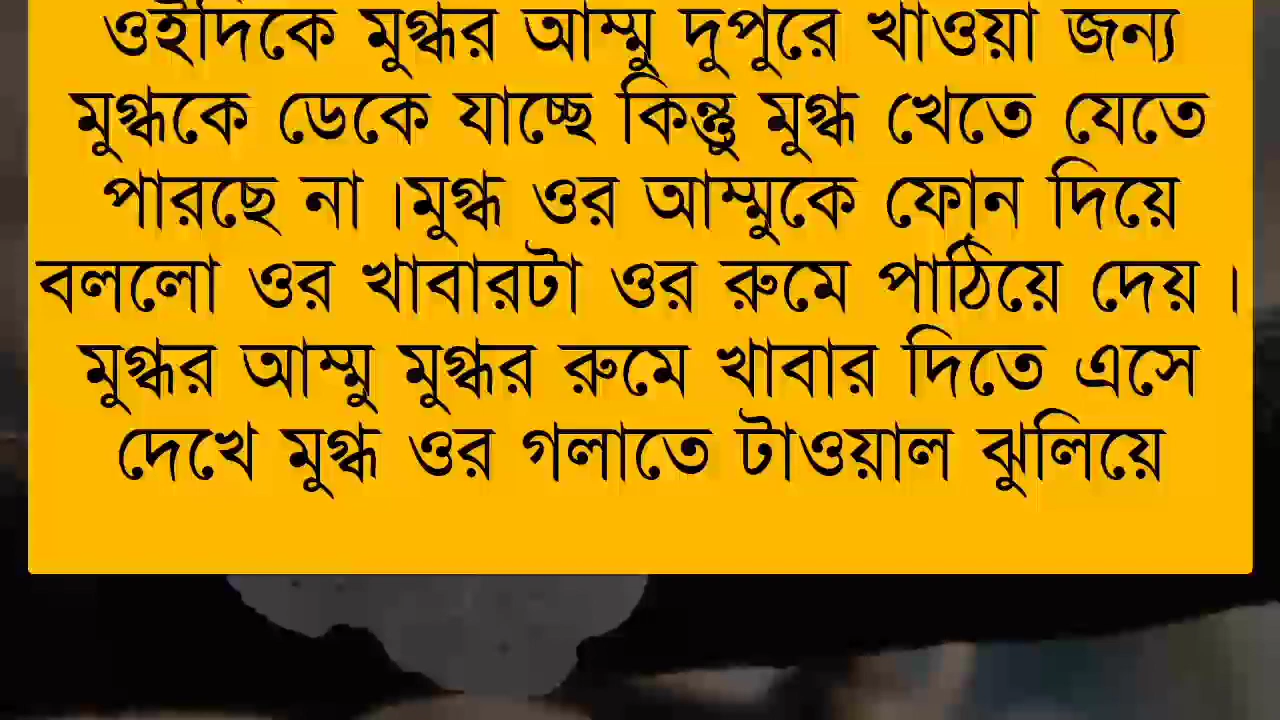 ওইদিকে মুগ্ধর আম্মু দুপুরে খাওয়া জন্য
মুগ্ধকে ডেকে যাচ্ছে কিন্তু মুগ্ধ খেতে যেতে
পারছে না ।মুগ্ধ ওর আম্মুকে ফোন দিয়ে
বললো ওর খাবারটা ওর রুমে পাঠিয়ে দেয় ।
মুগ্ধর আম্মু মুগ্ধর রুমে খাবার দিতে এসে
দেখে মুগ্ধ ওর গলাতে টাওয়াল ঝুলিয়ে